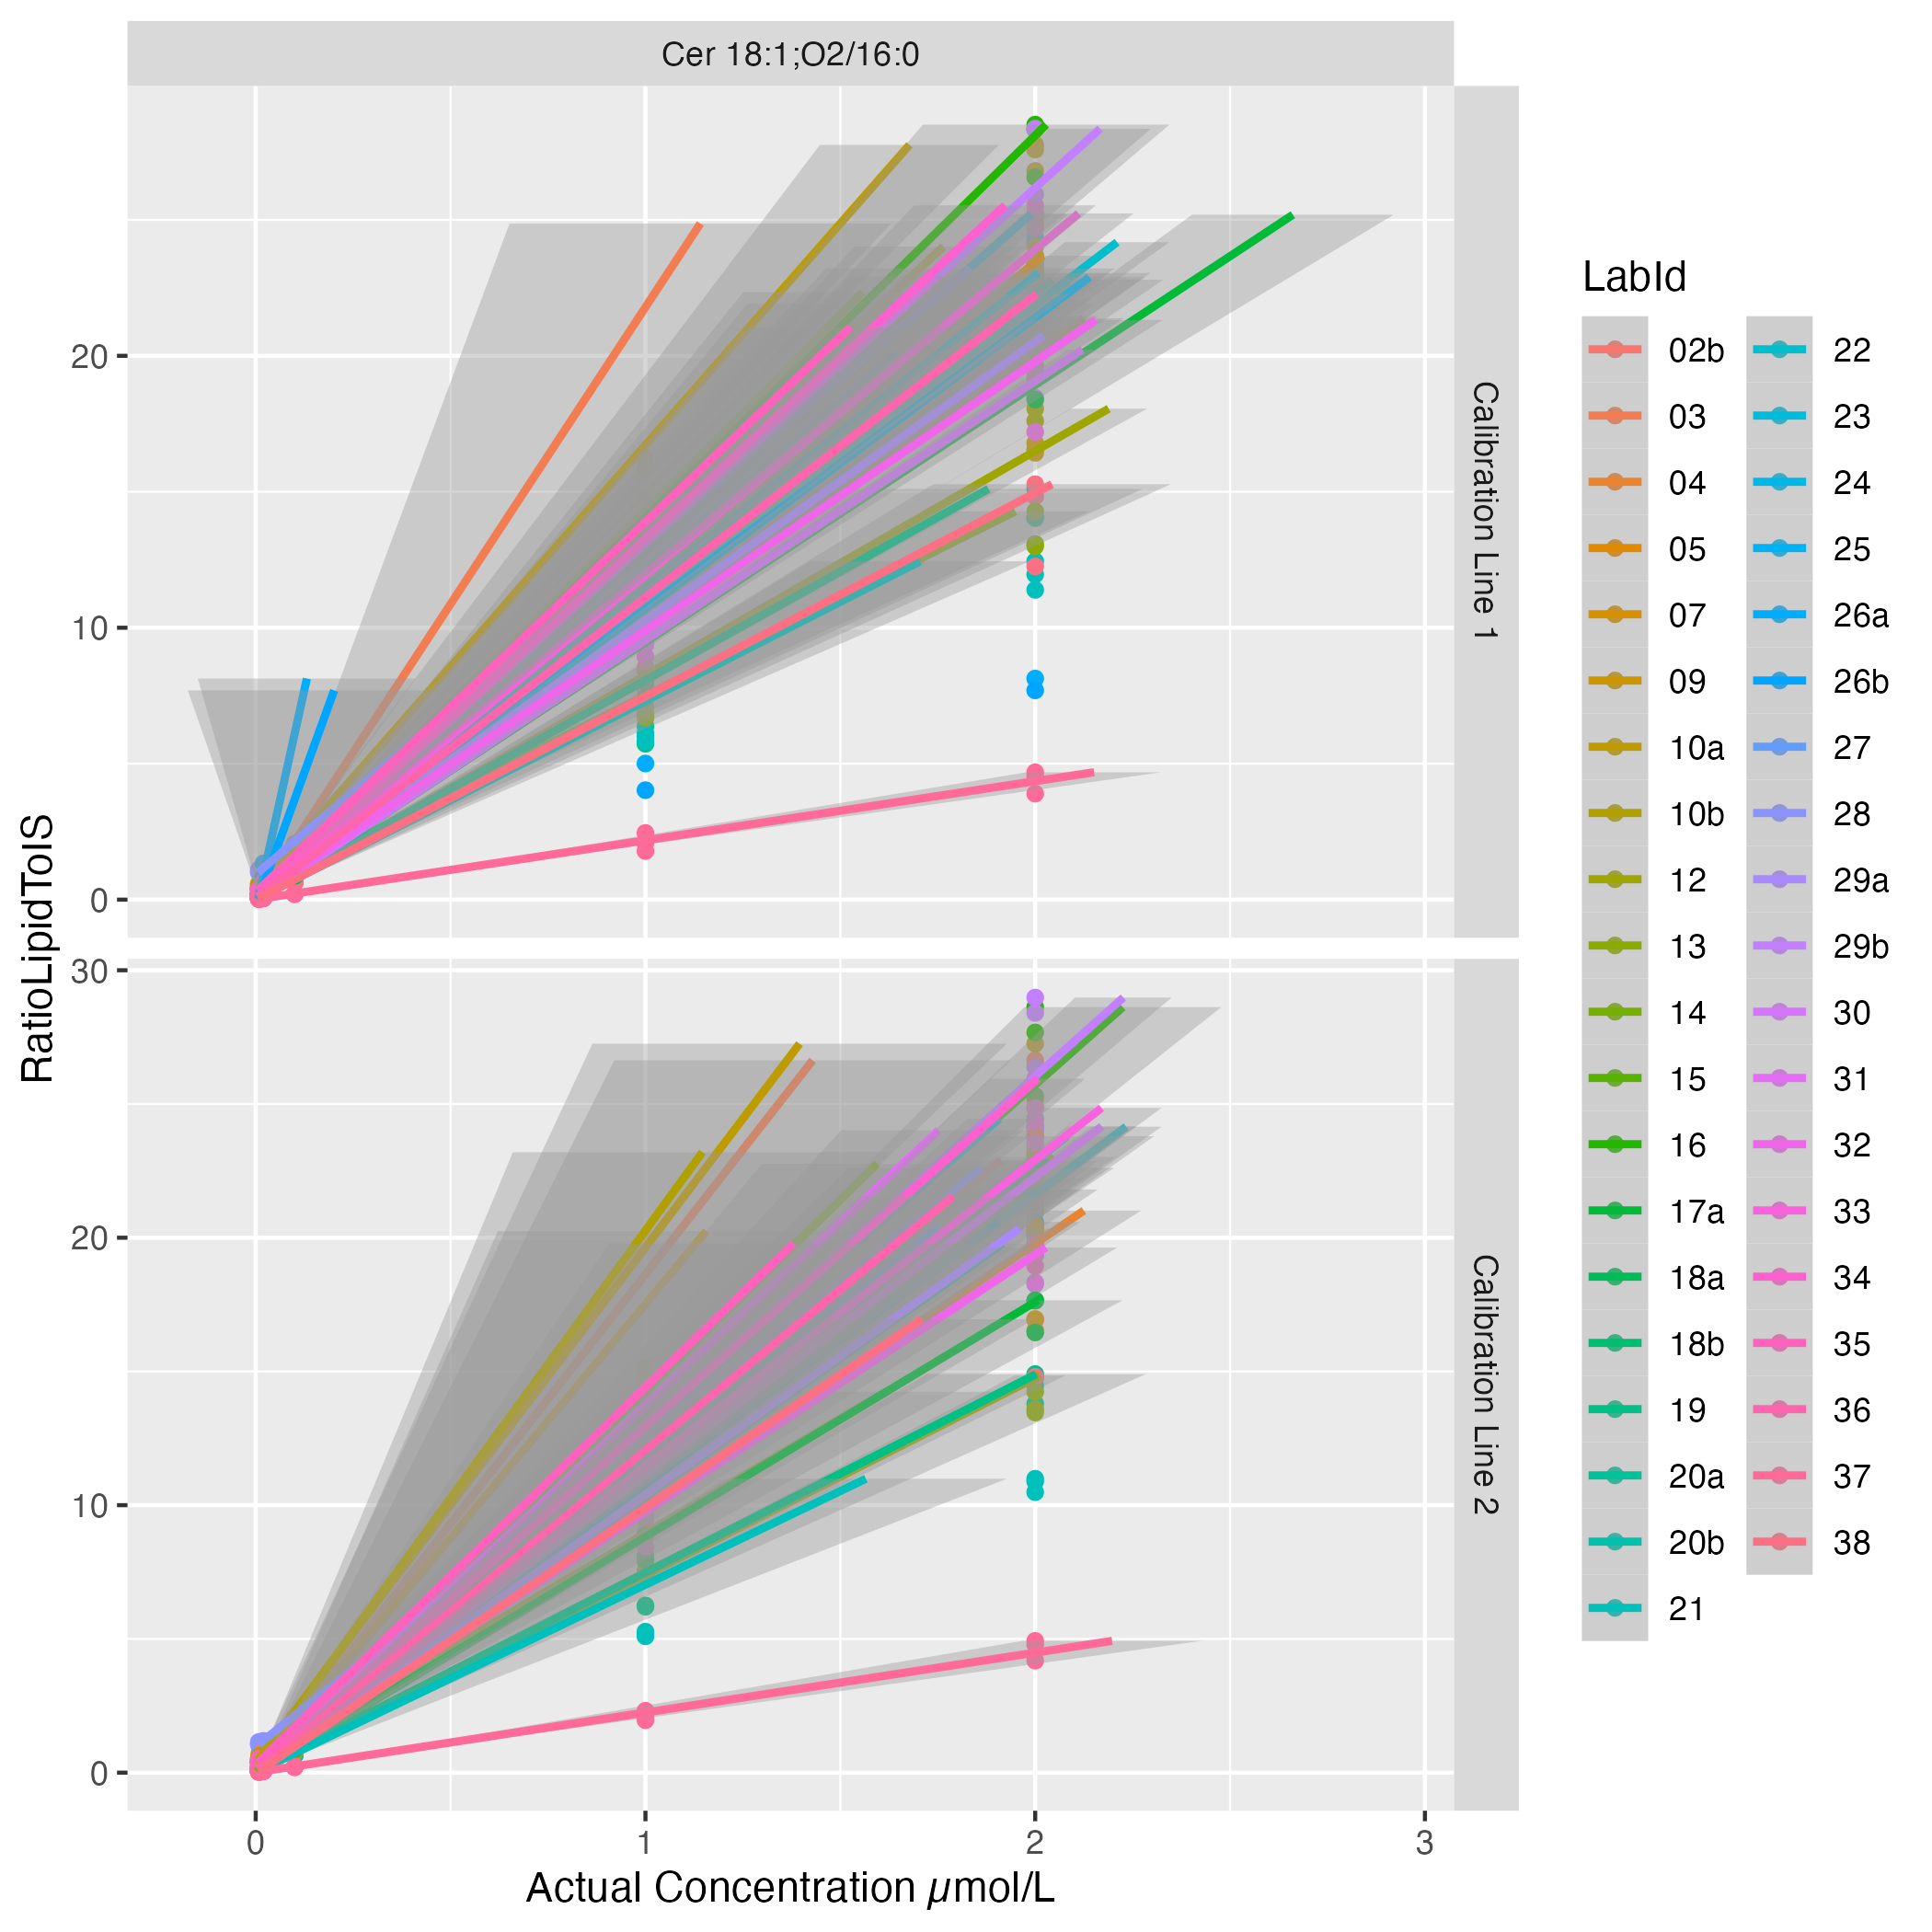 Cer 18:1;O2/16:0
RatioLipidToIS
20
10
0
Calibration Line 1
30
20
10
0
Calibration Line 2
0 1 2 3
Actual Concentration µmol/L
LabId
02b 22
03 23
04 24
05 25
07 26a
09 26b
10a 27
10b 28
12 29a
13 29b
14 30
15 31
16 32
17a 33
18a 34
18b 35
19 36
20a 37
20b 38
21